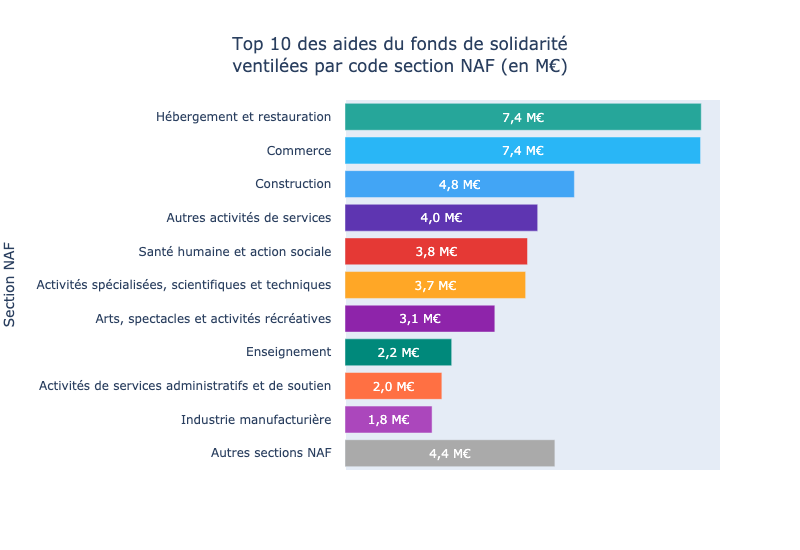 Top 10 des aides du fonds de solidarité
ventilées par code section NAF (en M€)
Section NAF
Hébergement et restauration 7,4 M€
Commerce 7,4 M€
Construction 4,8 M€
Autres activités de services 4,0 M€
Santé humaine et action sociale 3,8 M€
Activités spécialisées, scientifiques et techniques 3,7 M€
Arts, spectacles et activités récréatives 3,1 M€
Enseignement 2,2 M€
Activités de services administratifs et de soutien 2,0 M€
Industrie manufacturière 1,8 M€
Autres sections NAF 4,4 M€